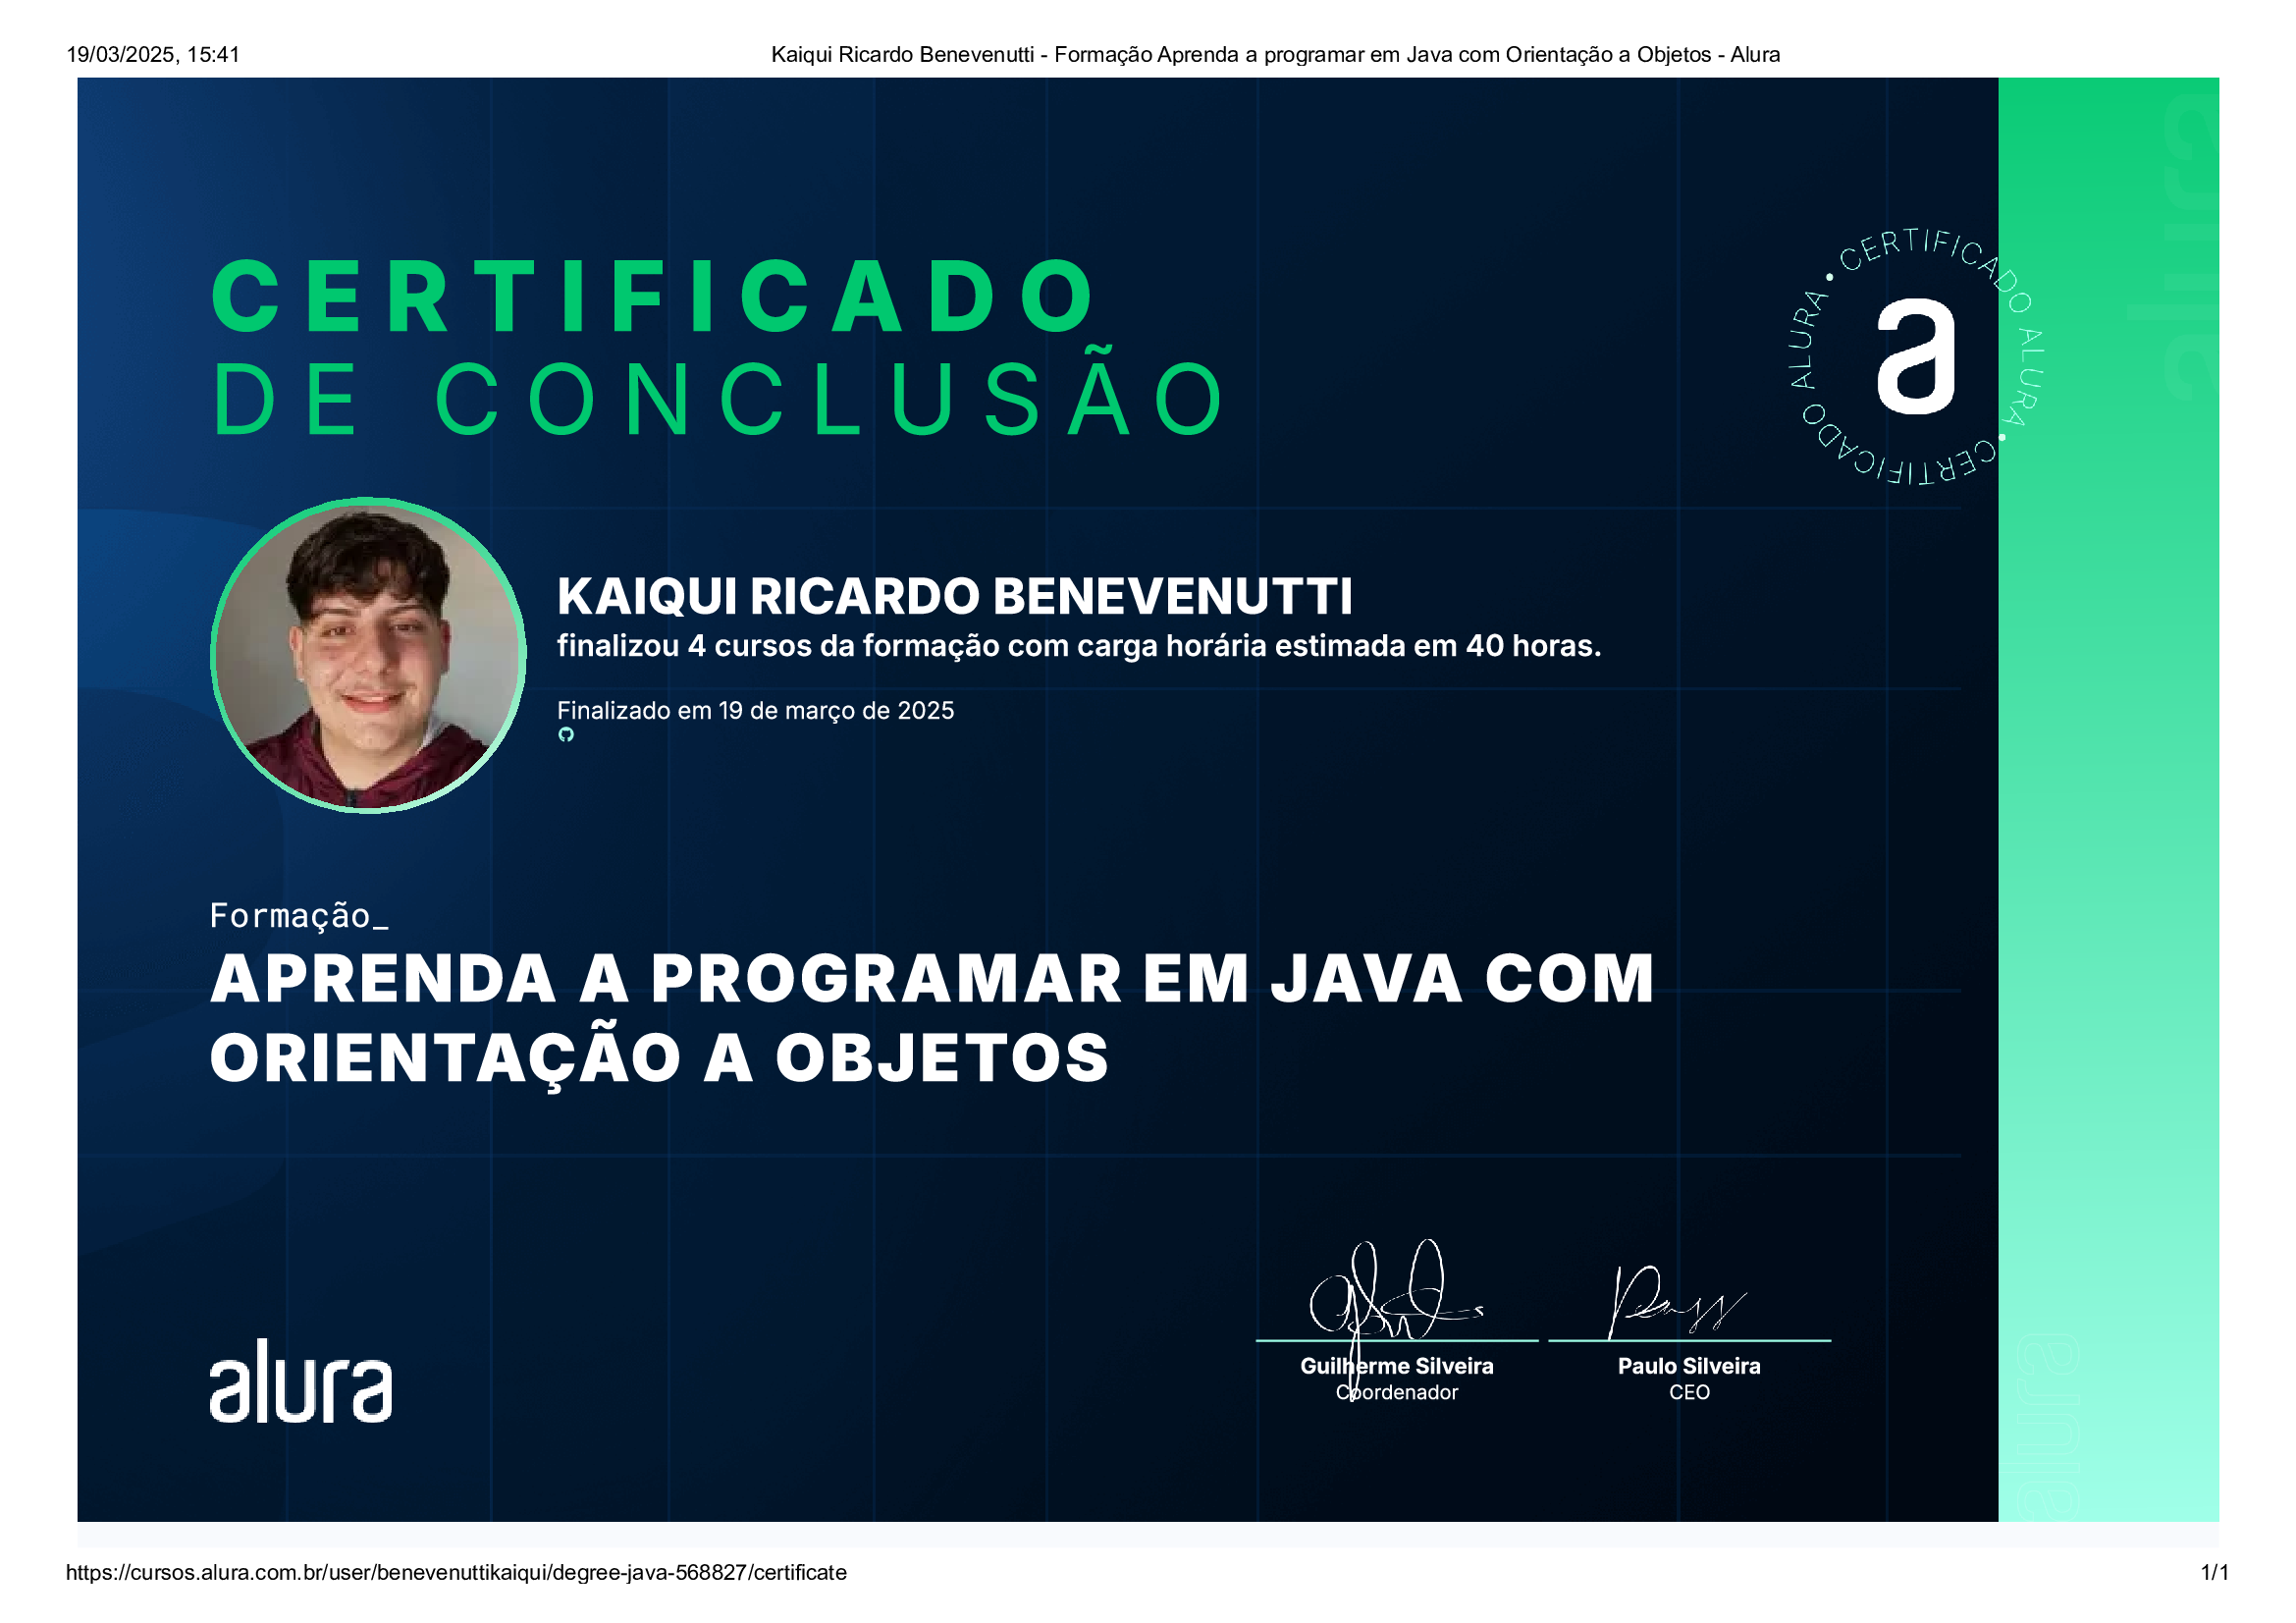 19/03/2025, 15:41
Kaiqui Ricardo Benevenutti - Formação Aprenda a programar em Java com Orientação a Objetos - Alura
CERTIFICADO
DE CONCLUSÃO
• CERTIFICADO ALURA • CERTIFICADO ALURA
a
alura
KAIQUI RICARDO BENEVENUTTI
finalizou 4 cursos da formação com carga horária estimada em 40 horas.
Finalizado em 19 de março de 2025
Formação_
APRENDA A PROGRAMAR EM JAVA COM
ORIENTAÇÃO A OBJETOS
Guilherme Silveira
Coordenador
Paulo Silveira
CEO
alura
alura
https://cursos.alura.com.br/user/benevenuttikaiqui/degree-java-568827/certificate
1/1